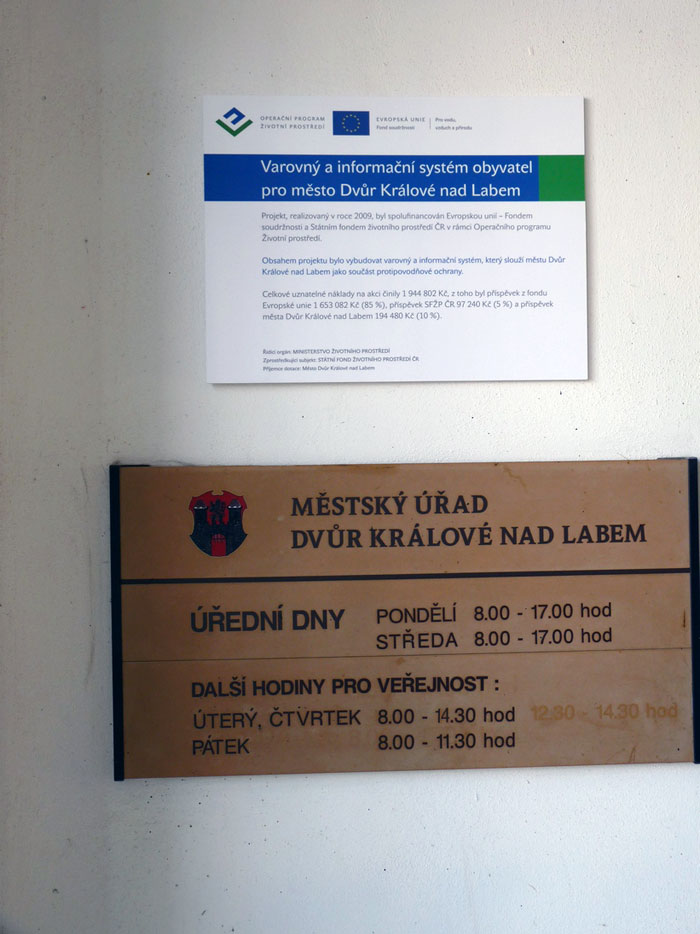 OPERAČNÍ PROGRAM
ŽIVOTNÍ PROSTŘEDÍ
EVROPSKÁ UNIE
Fond soudržnosti
Pro vodu,
vzduch a přírodu
Varovný a informační systém obyvatel
pro město Dvůr Králové nad Labem
Projekt, realizovaný v roce 2009, byl spolufinancován Evropskou unií – Fondem
soudržnosti a Státním fondem životního prostředí ČR v rámci Operačního programu
Životní prostředí.
Obsahem projektu bylo vybudovat varovný a informační systém, který slouží městu Dvůr
Králové nad Labem jako součást protipovodňové ochrany.
Celkové uznatelné náklady na akci činily 1 944 802 Kč, z toho byl příspěvek z fondu
Evropské unie 1 653 082 Kč (85 %), příspěvek SFŽP ČR 97 240 Kč (5 %) a příspěvek
města Dvůr Králové nad Labem 194 480 Kč (10 %).
Řídící orgán: MINISTERSTVO ŽIVOTNÍHO PROSTŘEDÍ
Zprostředkující subjekt: STÁTNÍ FOND ŽIVOTNÍHO PROSTŘEDÍ ČR
Příjemce dotace: Město Dvůr Králové nad Labem
MĚSTSKÝ ÚŘAD
DVŮR KRÁLOVÉ NAD LABEM
ÚŘEDNÍ DNY PONDĚLÍ 8.00 - 17.00 hod
STŘEDA 8.00 - 17.00 hod
DALŠÍ HODINY PRO VEŘEJNOST :
ÚTERÝ, ČTVRTEK 8.00 - 14.30 hod 12.30 - 14.30 hod
PÁTEK 8.00 - 11.30 hod